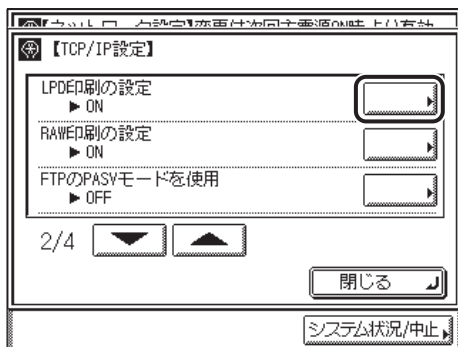 【TCP/IP設定】
LPD印刷の設定
▶ ON
RAW印刷の設定
▶ ON
FTPのPASVモードを使用
▶ OFF
2/4
閉じる
システム状況/中止